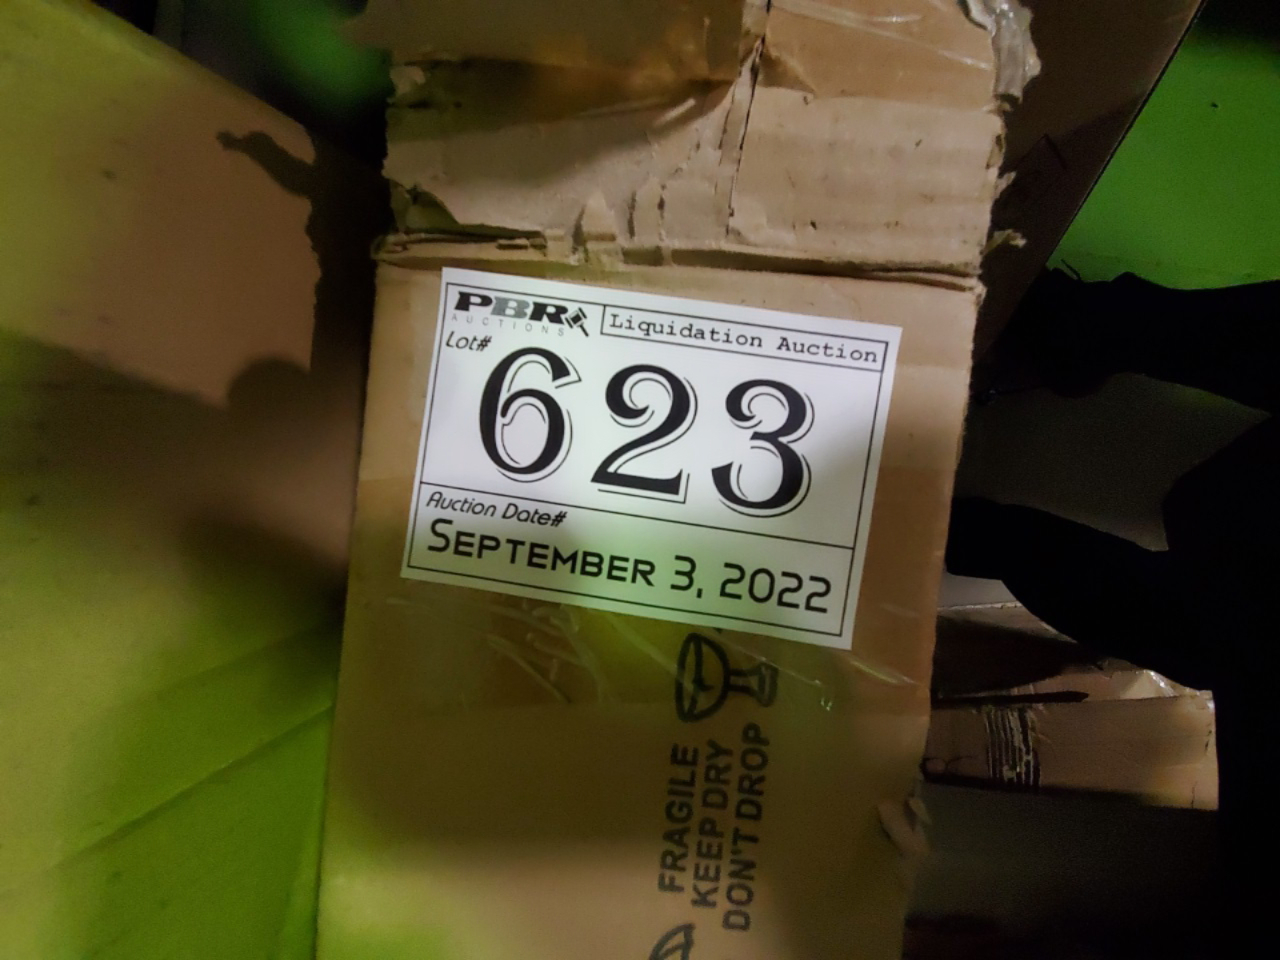 PBR
AUCTIONS
Liquidation Auction
Lot#
623
Auction Date#
SEPTEMBER 3, 2022
FRAGILE
KEEP DRY
DON'T DROP